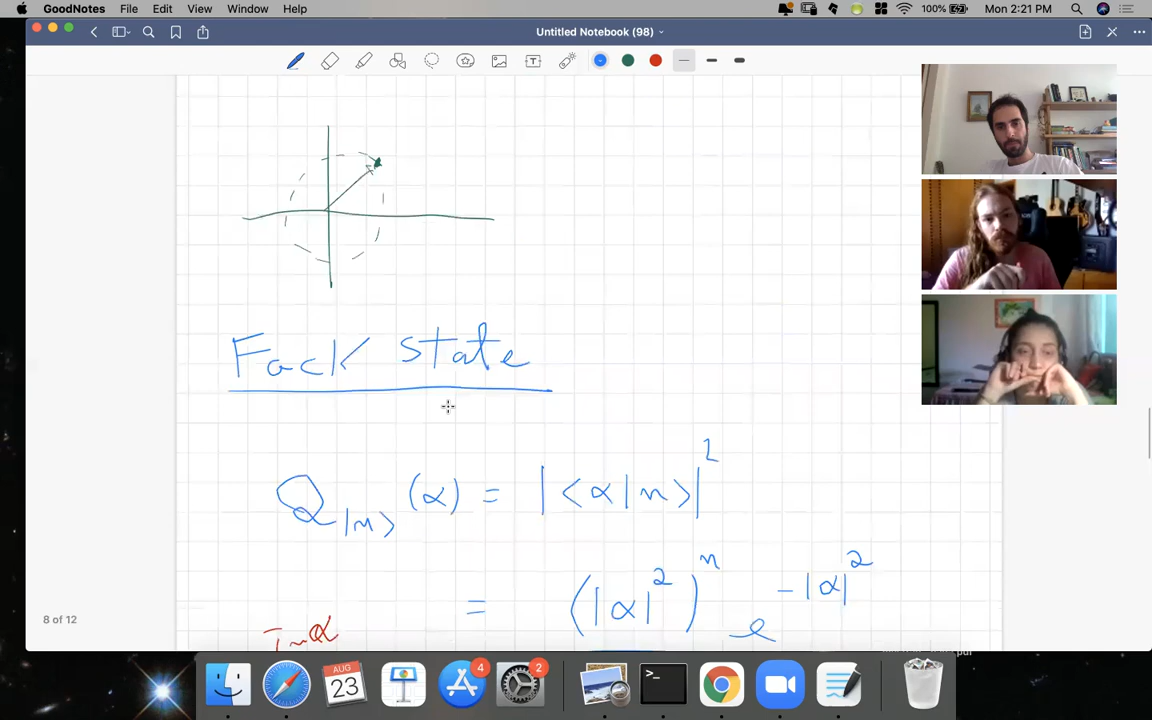 GoodNotes File Edit View Window Help 100% Mon 2:21 PM
Untitled Notebook (98)
Fock State
Q|n⟩ (α) = |<α|n>|²
= (|α|²)ⁿ e^-|α|²
8 of 12
Imα
AUG
23
4
2